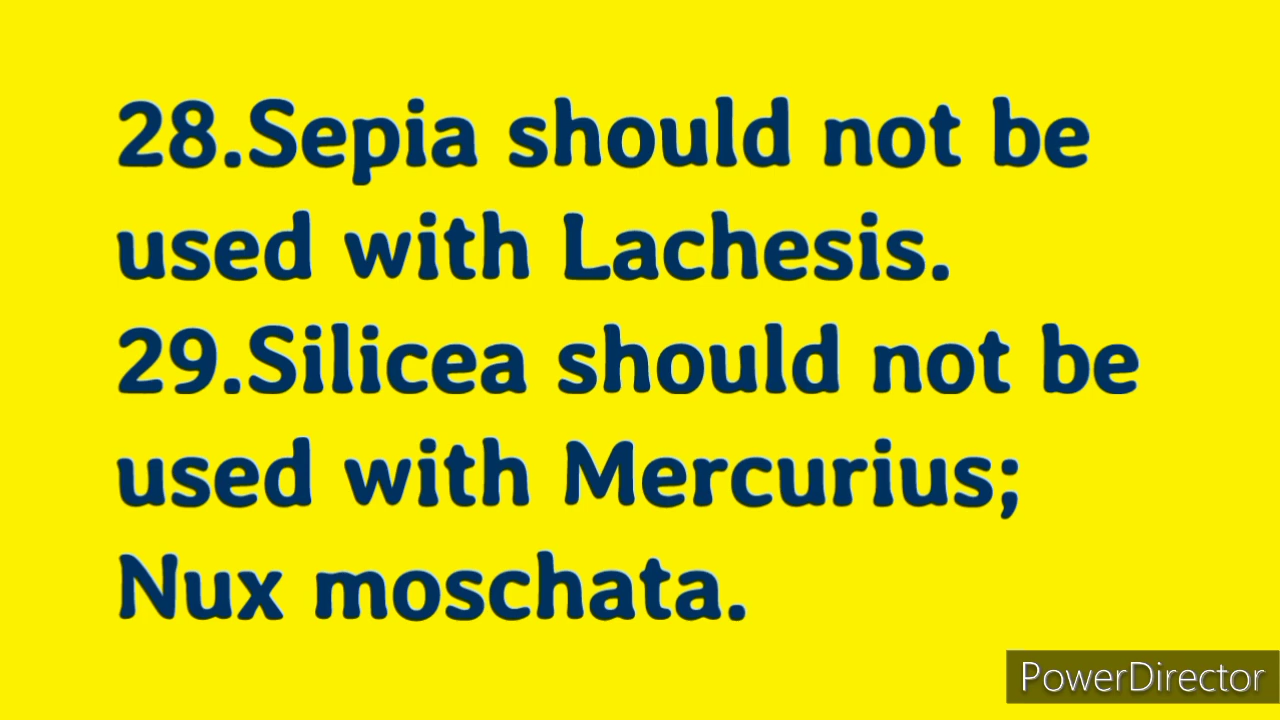 28.Sepia should not be
used with Lachesis.
29.Silicea should not be
used with Mercurius;
Nux moschata.
PowerDirector